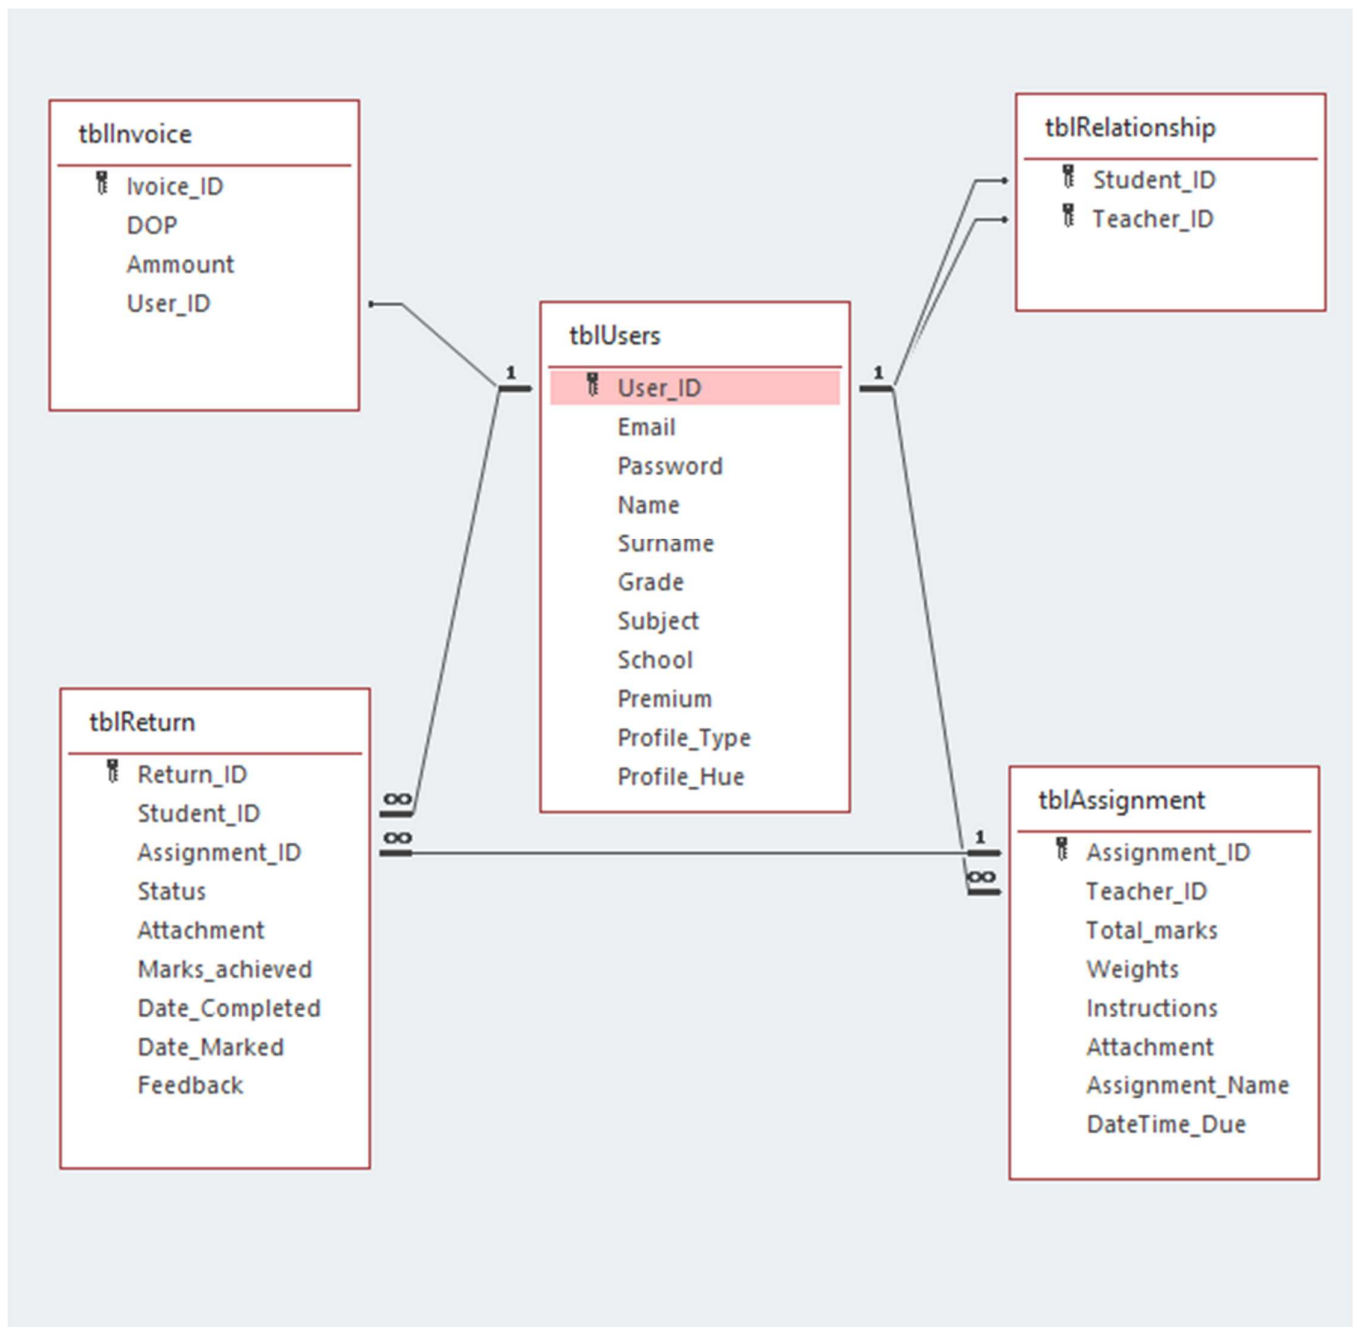 tblInvoice
Ivoice_ID
DOP
Ammount
User_ID
tblRelationship
Student_ID
Teacher_ID
tblUsers
User_ID
Email
Password
Name
Surname
Grade
Subject
School
Premium
Profile_Type
Profile_Hue
1
1
tblReturn
Return_ID
Student_ID
Assignment_ID
Status
Attachment
Marks_achieved
Date_Completed
Date_Marked
Feedback
∞
∞
1
∞
tblAssignment
Assignment_ID
Teacher_ID
Total_marks
Weights
Instructions
Attachment
Assignment_Name
DateTime_Due